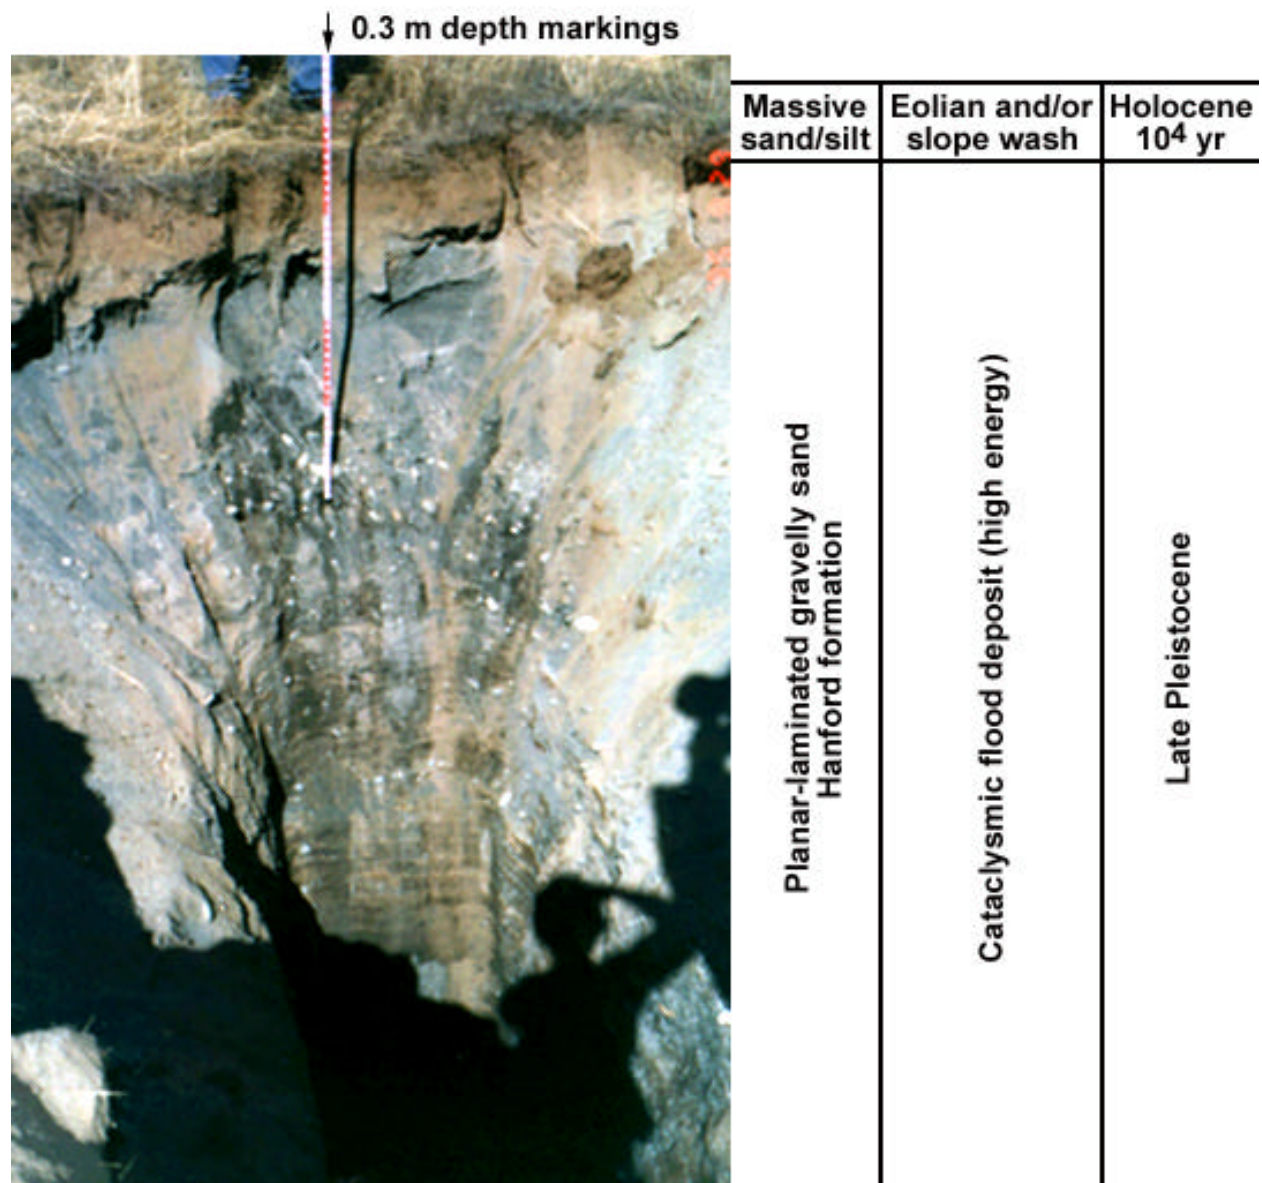 0.3 m depth markings
Massive
sand/silt
Eolian and/or
slope wash
Holocene
10⁴ yr
Planar-laminated gravelly sand
Hanford formation
Cataclysmic flood deposit (high energy)
Late Pleistocene